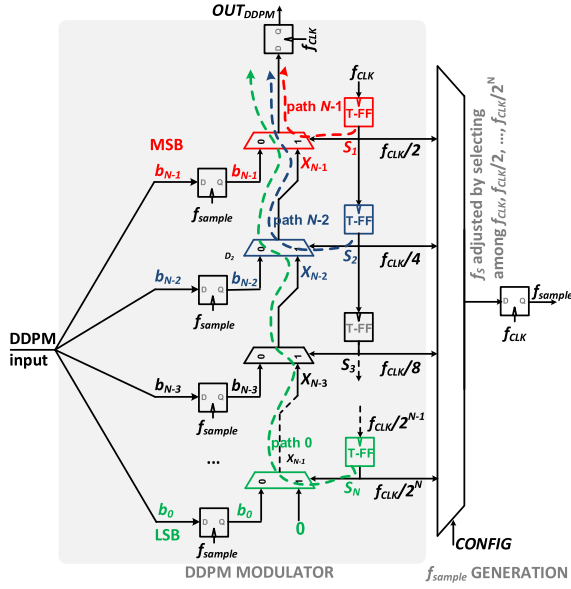 OUT_DDPM
D Q
f_CLK
f_CLK
path N-1
T-FF
MSB
0 1
S_1
f_CLK/2
b_N-1
D Q
b_N-1
X_N-1
f_sample
path N-2
T-FF
D_2
0 1
S_2
f_CLK/4
b_N-2
D Q
b_N-2
X_N-2
f_sample
f_s adjusted by selecting
among f_CLK, f_CLK/2, ..., f_CLK/2^N
D Q
f_sample
f_CLK
DDPM
input
T-FF
0 1
S_3
f_CLK/8
b_N-3
D Q
b_N-3
X_N-3
f_sample
f_CLK/2^N-1
path 0
T-FF
...
X_N-1
0 1
S_N
f_CLK/2^N
b_0
D Q
b_0
LSB
0
f_sample
CONFIG
DDPM MODULATOR
f_sample GENERATION